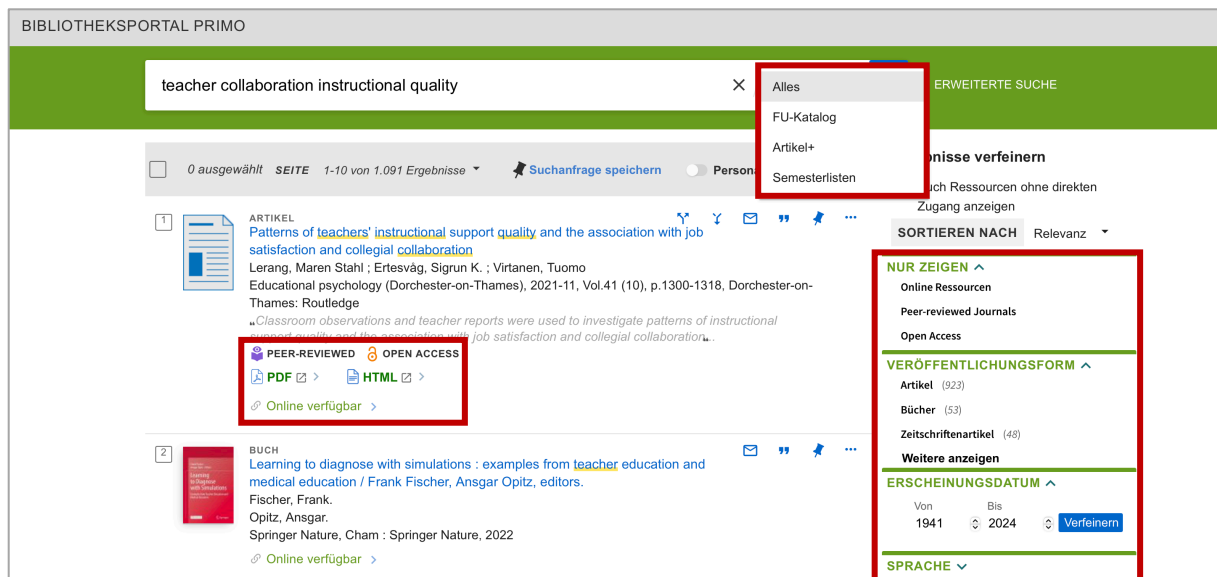 BIBLIOTHEKSPORTAL PRIMO
teacher collaboration instructional quality
Alles
FU-Katalog
Artikel+
Semesterlisten
ERWEITERTE SUCHE
0 ausgewählt SEITE 1-10 von 1.091 Ergebnisse
Suchanfrage speichern
Persona
bnisse verfeinern
uch Ressourcen ohne direkten
Zugang anzeigen
SORTIEREN NACH Relevanz
1
ARTIKEL
Patterns of teachers' instructional support quality and the association with job
satisfaction and collegial collaboration
Lerang, Maren Stahl ; Ertesvåg, Sigrun K. ; Virtanen, Tuomo
Educational psychology (Dorchester-on-Thames), 2021-11, Vol.41 (10), p.1300-1318, Dorchester-on-
Thames: Routledge
„Classroom observations and teacher reports were used to investigate patterns of instructional
support quality and the association with job satisfaction and collegial collaboration„..
PEER-REVIEWED OPEN ACCESS
PDF HTML
Online verfügbar
2
BUCH
Learning to diagnose with simulations : examples from teacher education and
medical education / Frank Fischer, Ansgar Opitz, editors.
Fischer, Frank.
Opitz, Ansgar.
Springer Nature, Cham : Springer Nature, 2022
Online verfügbar
Learning
to Diagnose
with Simulations
NUR ZEIGEN
Online Ressourcen
Peer-reviewed Journals
Open Access
VERÖFFENTLICHUNGSFORM
Artikel (923)
Bücher (53)
Zeitschriftenartikel (48)
Weitere anzeigen
ERSCHEINUNGSDATUM
Von Bis
1941 2024 Verfeinern
SPRACHE